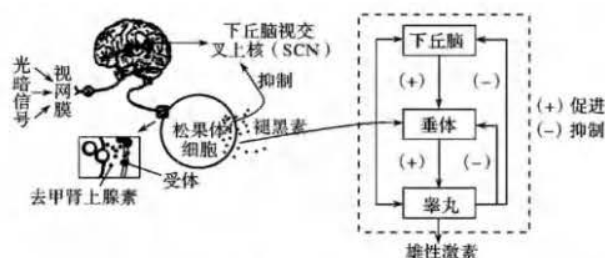 下丘脑视交
叉上核（SCN）
光
暗
信
号
视
网
膜
抑制
松果体
细胞
褪黑素
去甲肾上腺素
受体
下丘脑
(+)
(−)
垂体
(+)
(−)
睾丸
雄性激素
(+) 促进
(−) 抑制